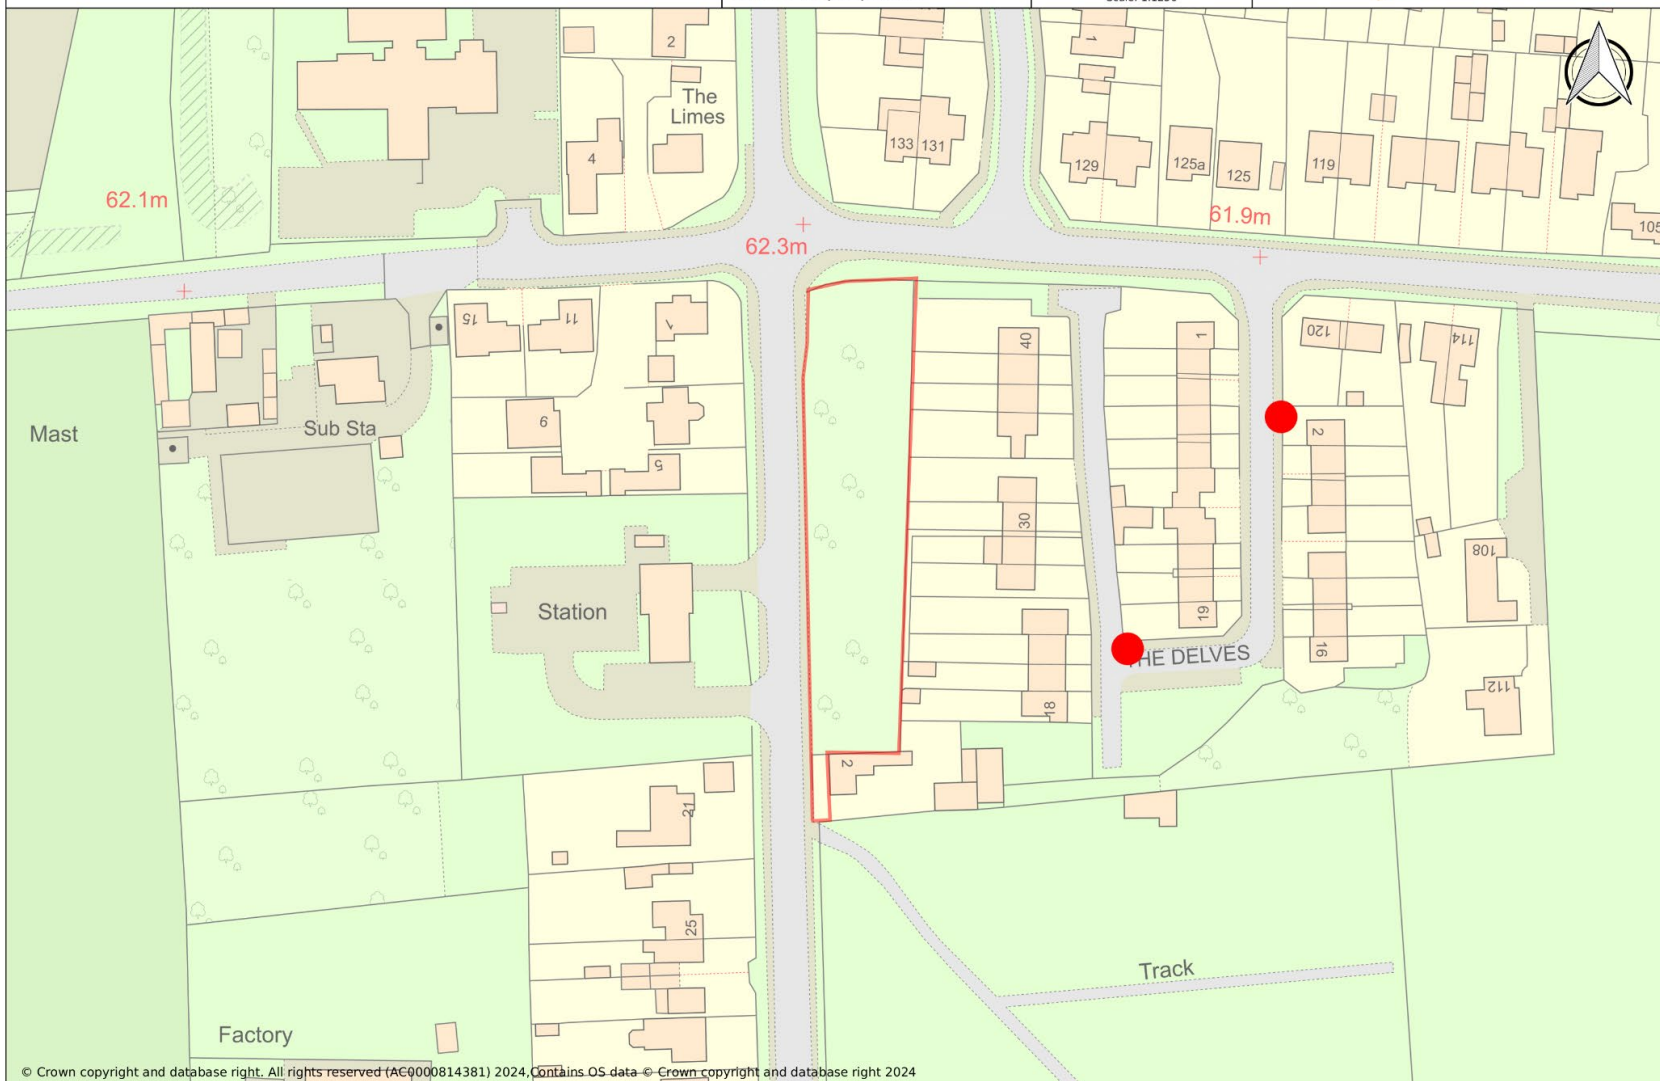 2
The
Limes
4
133
131
1
129
125a
125
119
105
62.1m
62.3m
61.9m
15
11
1
9
5
Mast
Sub Sta
40
1
120
114
2
30
108
Station
19
THE DELVES
16
18
112
2
21
25
Track
Factory
© Crown copyright and database right. All rights reserved (AC0000814381) 2024,Contains OS data © Crown copyright and database right 2024